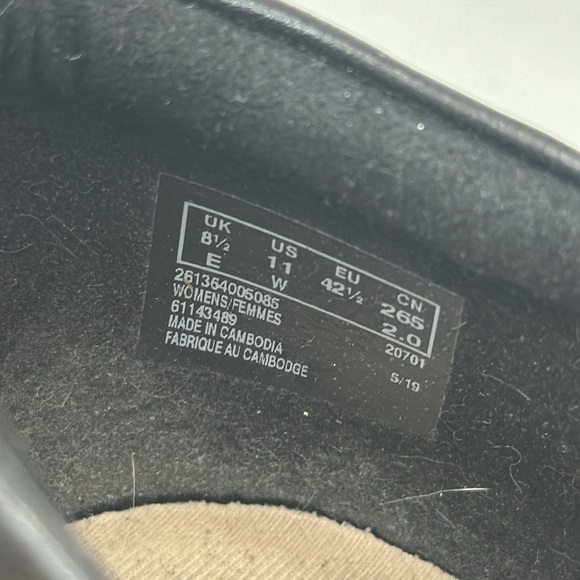 UK US EU CN
8½ 11 42½ 265
E W 2.0
261364005085 20701
WOMENS/FEMMES
61143489 5/19
MADE IN CAMBODIA
FABRIQUE AU CAMBODGE